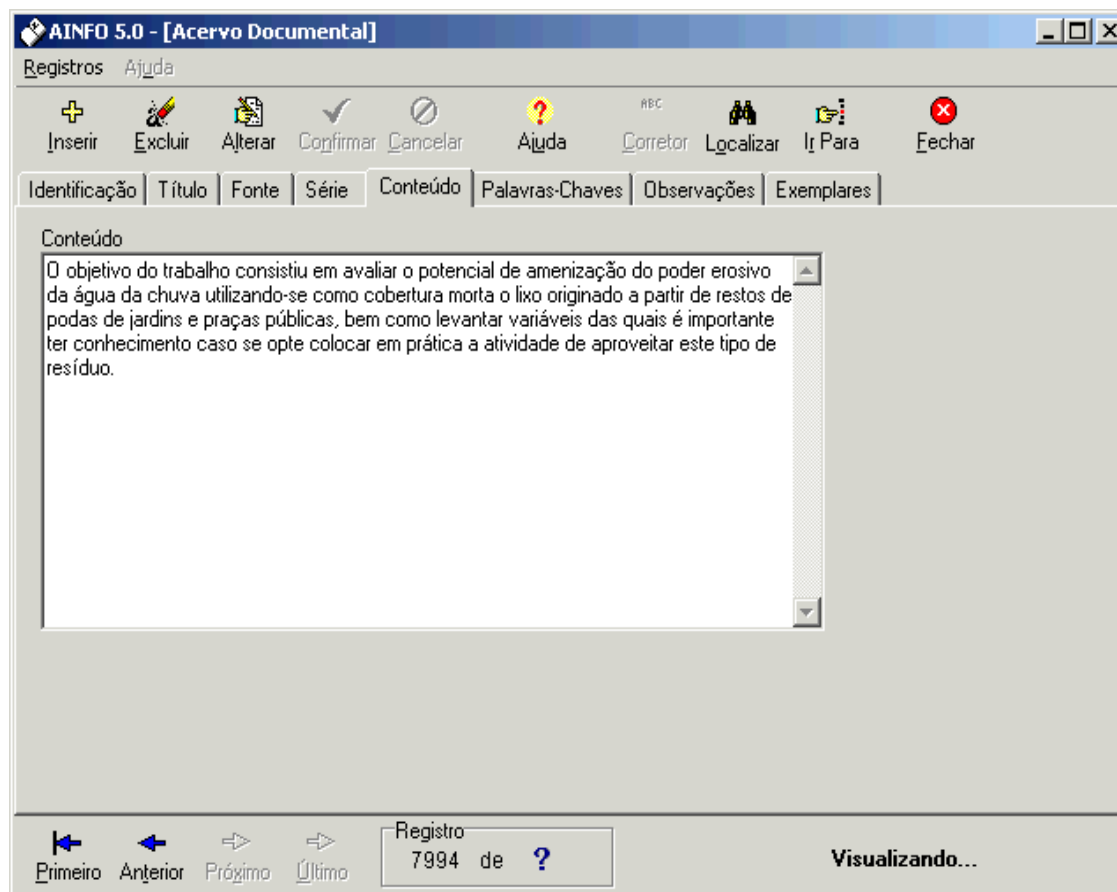 AINFO 5.0 - [Acervo Documental]
Registros Ajuda
ABC
Inserir Excluir Alterar Confirmar Cancelar Ajuda Corretor Localizar Ir Para Fechar
Identificação Título Fonte Série Conteúdo Palavras-Chaves Observações Exemplares
Conteúdo
O objetivo do trabalho consistiu em avaliar o potencial de amenização do poder erosivo
da água da chuva utilizando-se como cobertura morta o lixo originado a partir de restos de
podas de jardins e praças públicas, bem como levantar variáveis das quais é importante
ter conhecimento caso se opte colocar em prática a atividade de aproveitar este tipo de
resíduo.
Registro
7994 de ?
Primeiro Anterior Próximo Último
Visualizando...